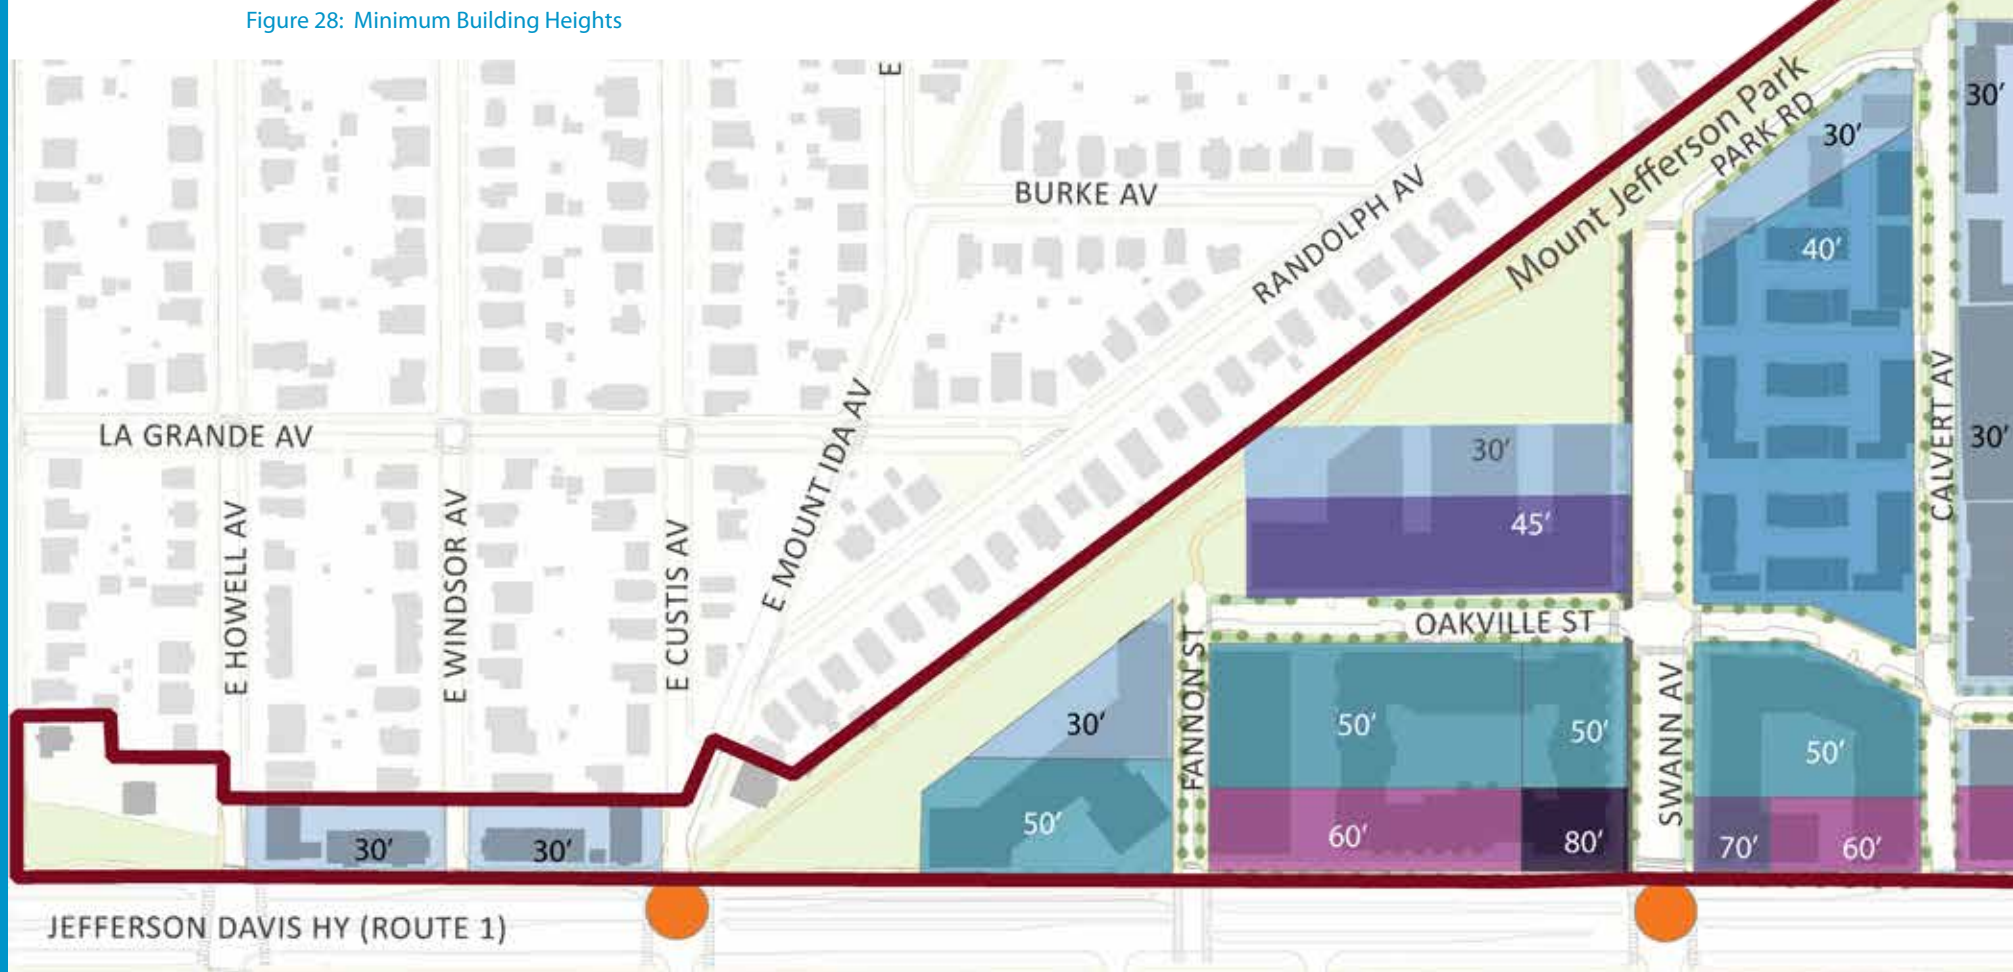 Figure 28: Minimum Building Heights
E
Mount Jefferson Park
PARK RD
30'
30'
BURKE AV
RANDOLPH AV
40'
LA GRANDE AV
E MOUNT IDA AV
CALVERT AV
30'
30'
45'
E HOWELL AV
E WINDSOR AV
E CUSTIS AV
OAKVILLE ST
FANNON ST
SWANN AV
30'
50'
50'
50'
50'
30'
30'
60'
80'
70'
60'
JEFFERSON DAVIS HY (ROUTE 1)